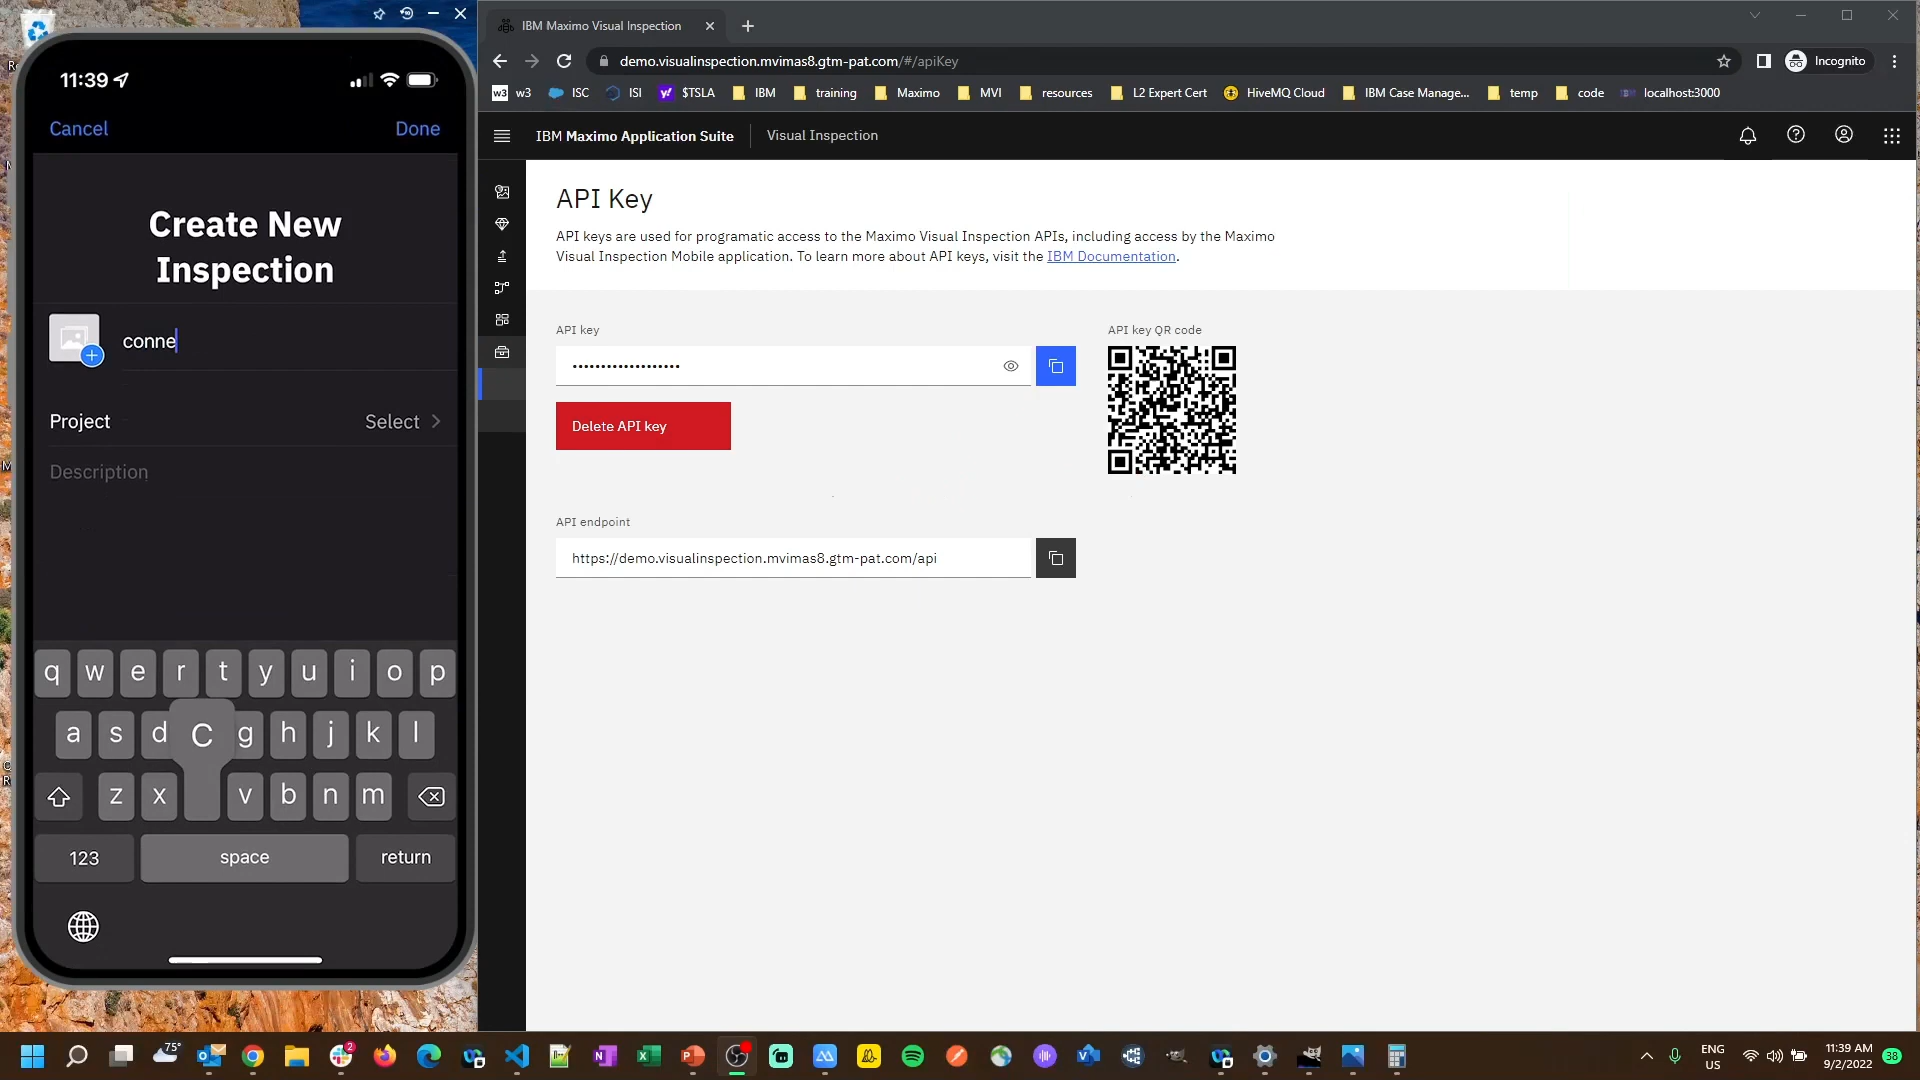 11:39
Cancel
Done
Create New
Inspection
conne
Project
Select
Description
q w e r t y u i o p
a s d C g h j k l
z x v b n m
123
space
return
IBM Maximo Visual Inspection
demo.visualinspection.mvimas8.gtm-pat.com/#/apiKey
Incognito
w3 w3
ISC
ISI
$TSLA
IBM
training
Maximo
MVI
resources
L2 Expert Cert
HiveMQ Cloud
IBM Case Manage...
temp
code
localhost:3000
IBM Maximo Application Suite
Visual Inspection
API Key
API keys are used for programatic access to the Maximo Visual Inspection APIs, including access by the Maximo
Visual Inspection Mobile application. To learn more about API keys, visit the IBM Documentation.
API key
API key QR code
Delete API key
API endpoint
https://demo.visualinspection.mvimas8.gtm-pat.com/api
75°
2
ENG
US
11:39 AM
9/2/2022
38